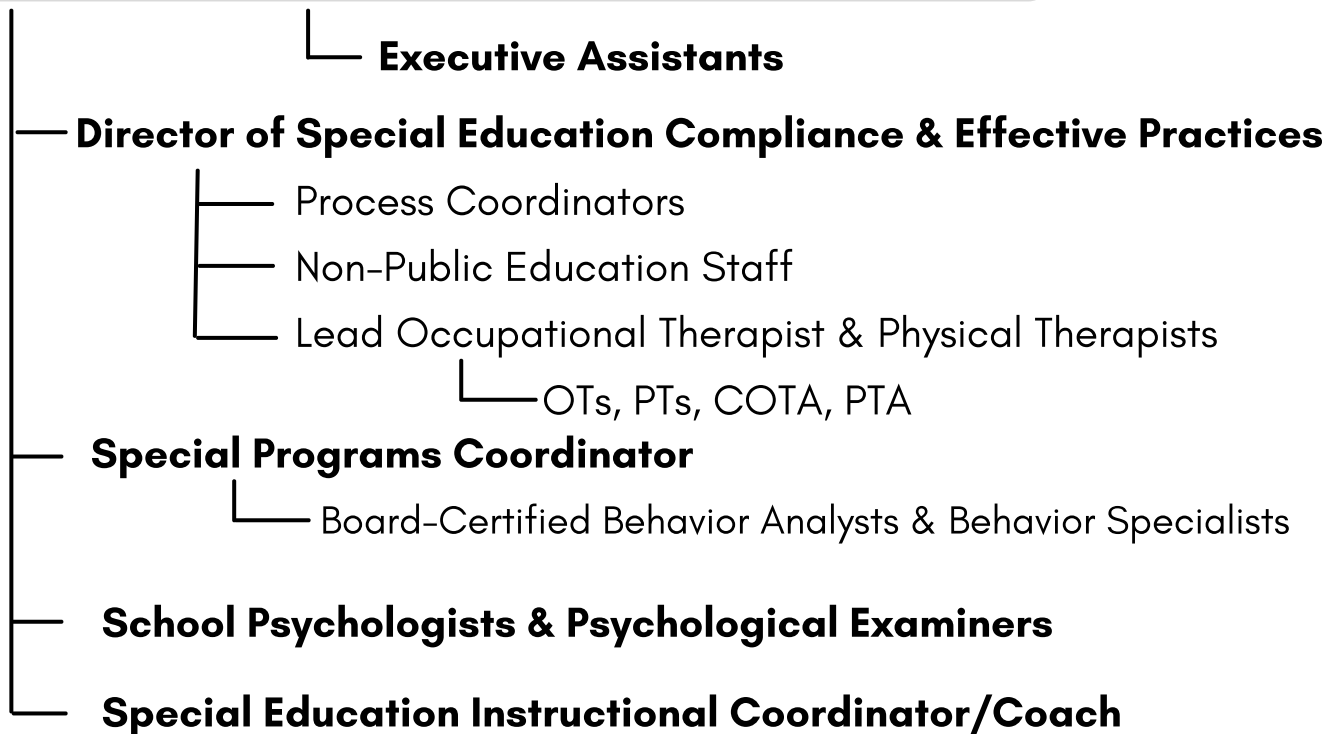 Executive Assistants
Director of Special Education Compliance & Effective Practices
Process Coordinators
Non-Public Education Staff
Lead Occupational Therapist & Physical Therapists
OTs, PTs, COTA, PTA
Special Programs Coordinator
Board-Certified Behavior Analysts & Behavior Specialists
School Psychologists & Psychological Examiners
Special Education Instructional Coordinator/Coach